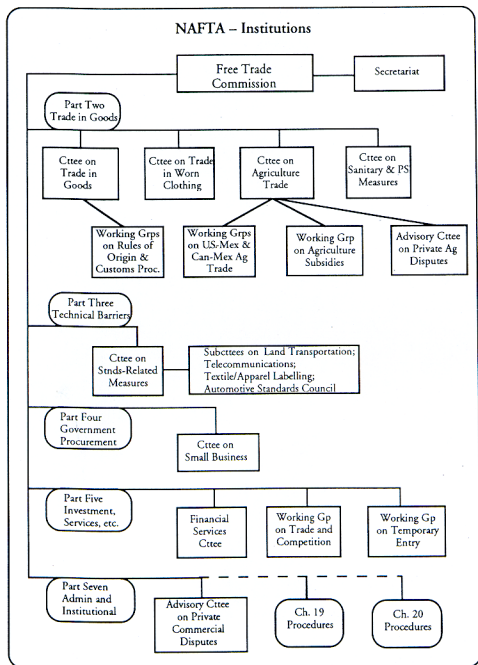 NAFTA – Institutions
Free Trade
Commission
Secretariat
Part Two
Trade in Goods
Cttee on
Trade in
Goods
Cttee on Trade
in Worn
Clothing
Cttee on
Agriculture
Trade
Cttee on
Sanitary & PS
Measures
Working Grps
on Rules of
Origin &
Customs Proc.
Working Grps
on U.S.-Mex &
Can-Mex Ag
Trade
Working Grp
on Agriculture
Subsidies
Advisory Cttee
on Private Ag
Disputes
Part Three
Technical Barriers
Cttee on
Stnds-Related
Measures
Subcttees on Land Transportation;
Telecommunications;
Textile/Apparel Labelling;
Automotive Standards Council
Part Four
Government
Procurement
Cttee on
Small Business
Part Five
Investment,
Services, etc.
Financial
Services
Cttee
Working Gp
on Trade and
Competition
Working Gp
on Temporary
Entry
Part Seven
Admin and
Institutional
Advisory Cttee
on Private
Commercial
Disputes
Ch. 19
Procedures
Ch. 20
Procedures